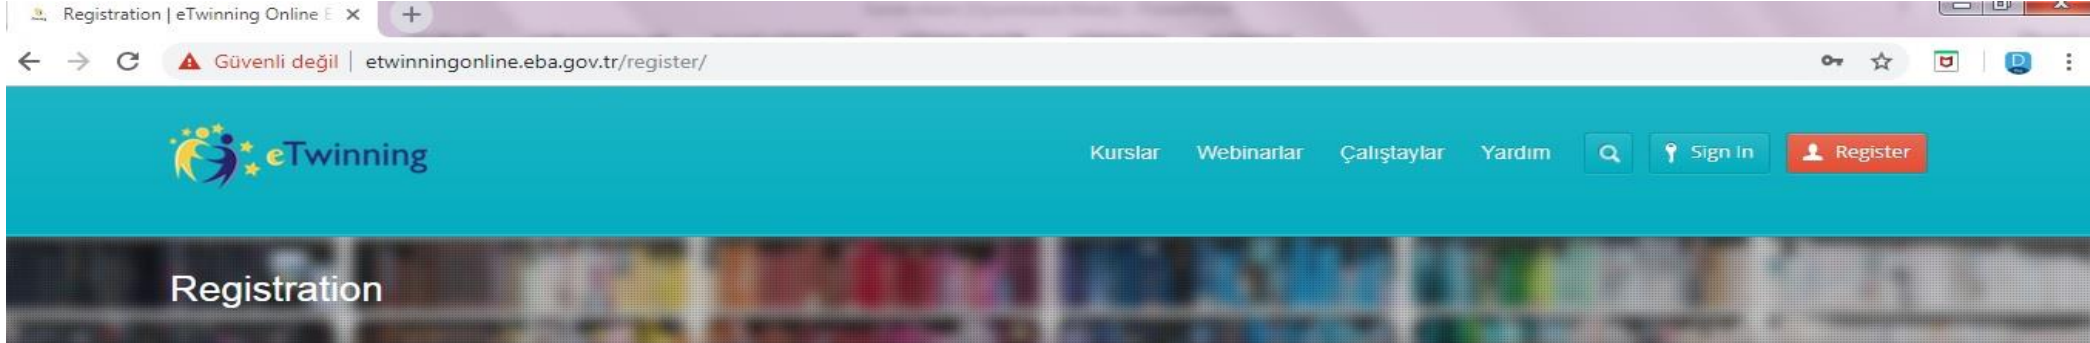 Registration | eTwinning Online E
Güvenli değil | etwinningonline.eba.gov.tr/register/
eTwinning
Kurslar Webinarlar Çalıştaylar Yardım Sign In Register
Registration